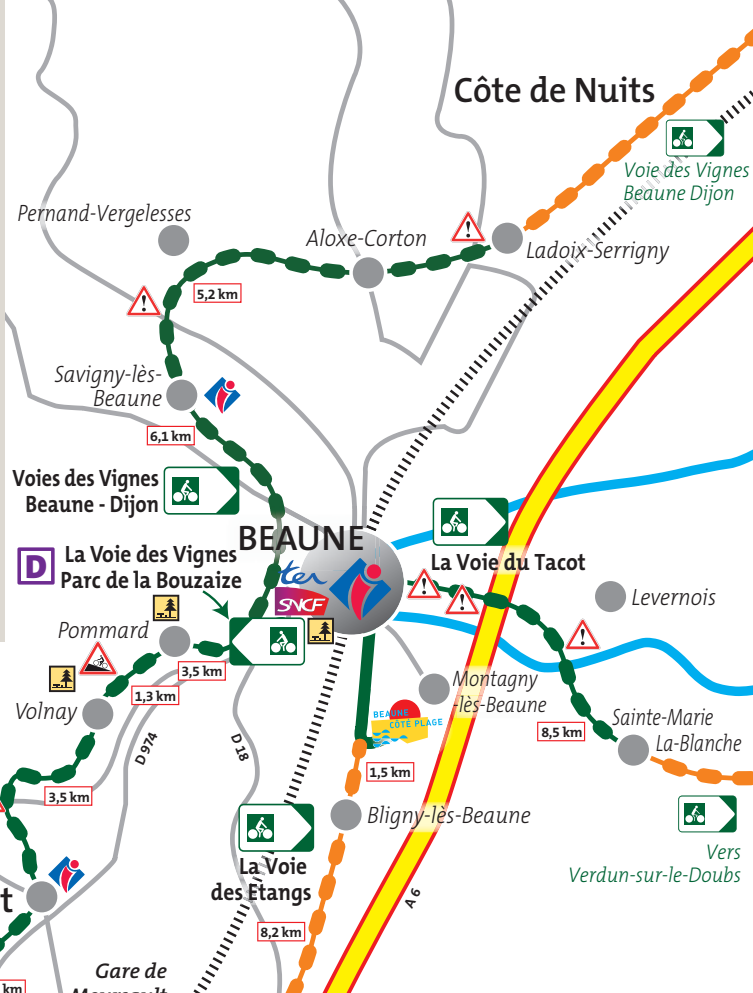 Côte de Nuits
Voie des Vignes
Beaune Dijon
Pernand-Vergelesses
Aloxe-Corton
Ladoix-Serrigny
5,2 km
Savigny-lès-
Beaune
6,1 km
Voies des Vignes
Beaune - Dijon
BEAUNE
La Voie du Tacot
D
La Voie des Vignes
Parc de la Bouzaize
ter
SNCF
Levernois
Pommard
3,5 km
1,3 km
Volnay
Montagny
-lès-Beaune
BEAUNE
CÔTÉ PLAGE
Sainte-Marie
La-Blanche
8,5 km
D 974
D 18
1,5 km
3,5 km
Bligny-lès-Beaune
La Voie
des Etangs
Vers
Verdun-sur-le-Doubs
A 6
t
8,2 km
Gare de
km